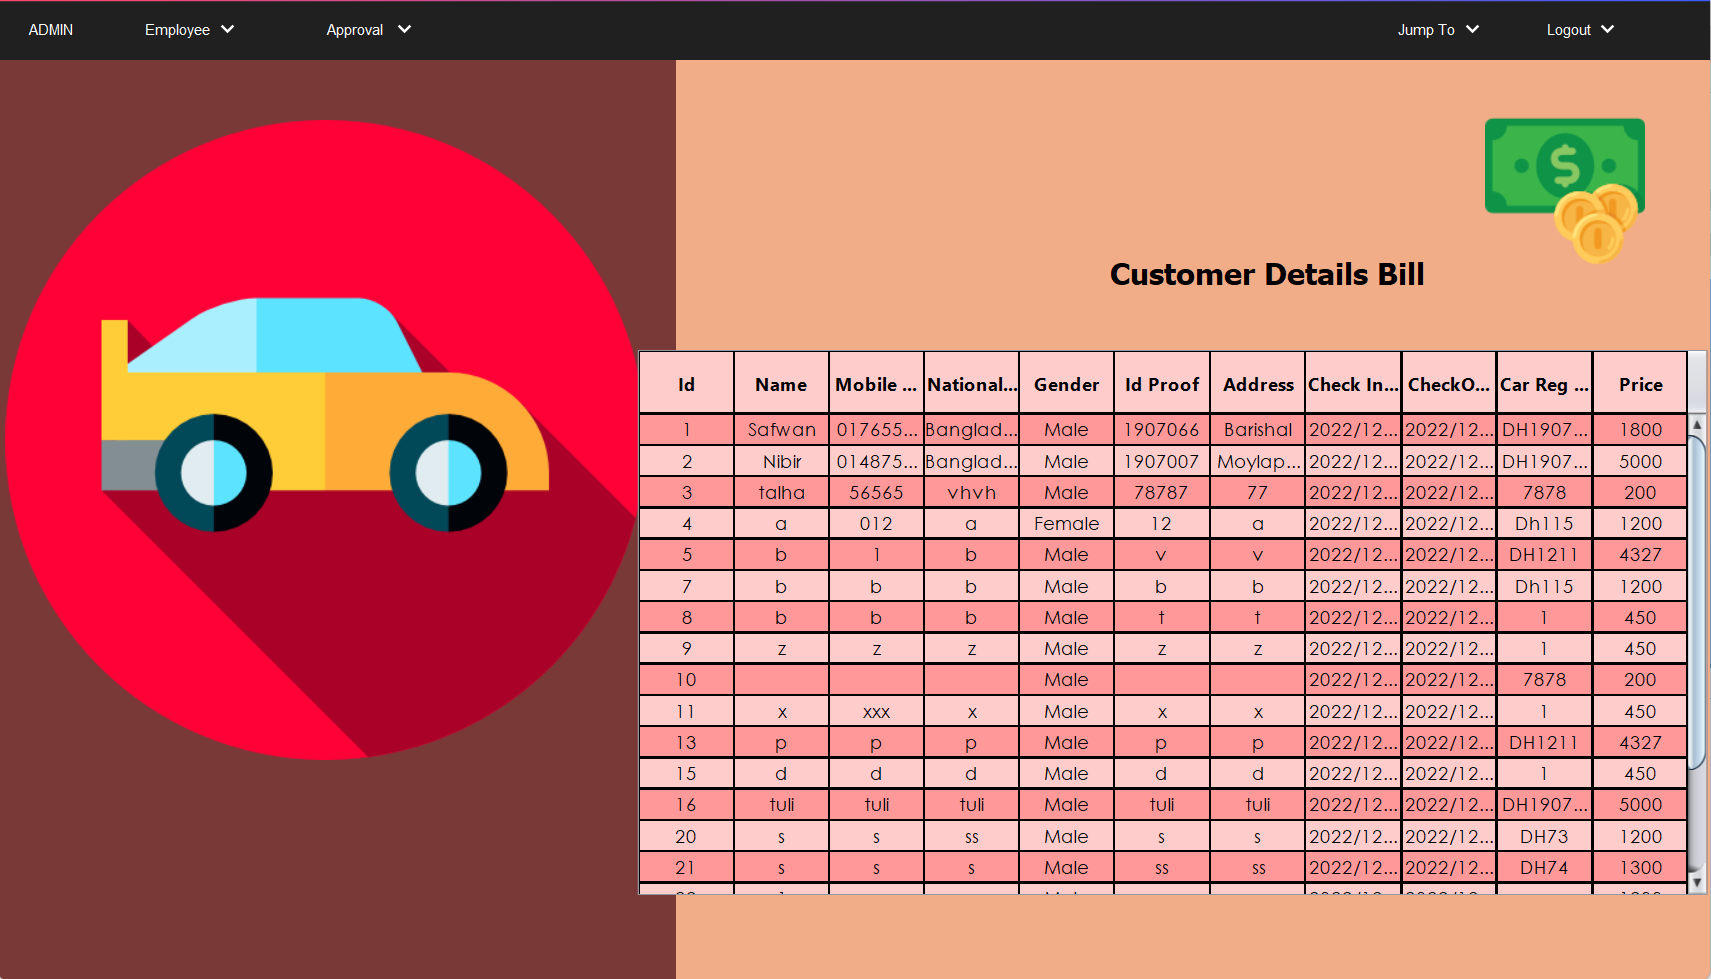 ADMIN Employee Approval Jump To Logout
Customer Details Bill
Id Name Mobile ... National... Gender Id Proof Address Check In... CheckO... Car Reg ... Price
1 Safwan 017655... Banglad... Male 1907066 Barishal 2022/12... 2022/12... DH1907... 1800
2 Nibir 014875... Banglad... Male 1907007 Moylap... 2022/12... 2022/12... DH1907... 5000
3 talha 56565 vhvh Male 78787 77 2022/12... 2022/12... 7878 200
4 a 012 a Female 12 a 2022/12... 2022/12... Dh115 1200
5 b 1 b Male v v 2022/12... 2022/12... DH1211 4327
7 b b b Male b b 2022/12... 2022/12... Dh115 1200
8 b b b Male t t 2022/12... 2022/12... 1 450
9 z z z Male z z 2022/12... 2022/12... 1 450
10 Male 2022/12... 2022/12... 7878 200
11 x xxx x Male x x 2022/12... 2022/12... 1 450
13 p p p Male p p 2022/12... 2022/12... DH1211 4327
15 d d d Male d d 2022/12... 2022/12... 1 450
16 tuli tuli tuli Male tuli tuli 2022/12... 2022/12... DH1907... 5000
20 s s ss Male s s 2022/12... 2022/12... DH73 1200
21 s s s Male ss ss 2022/12... 2022/12... DH74 1300